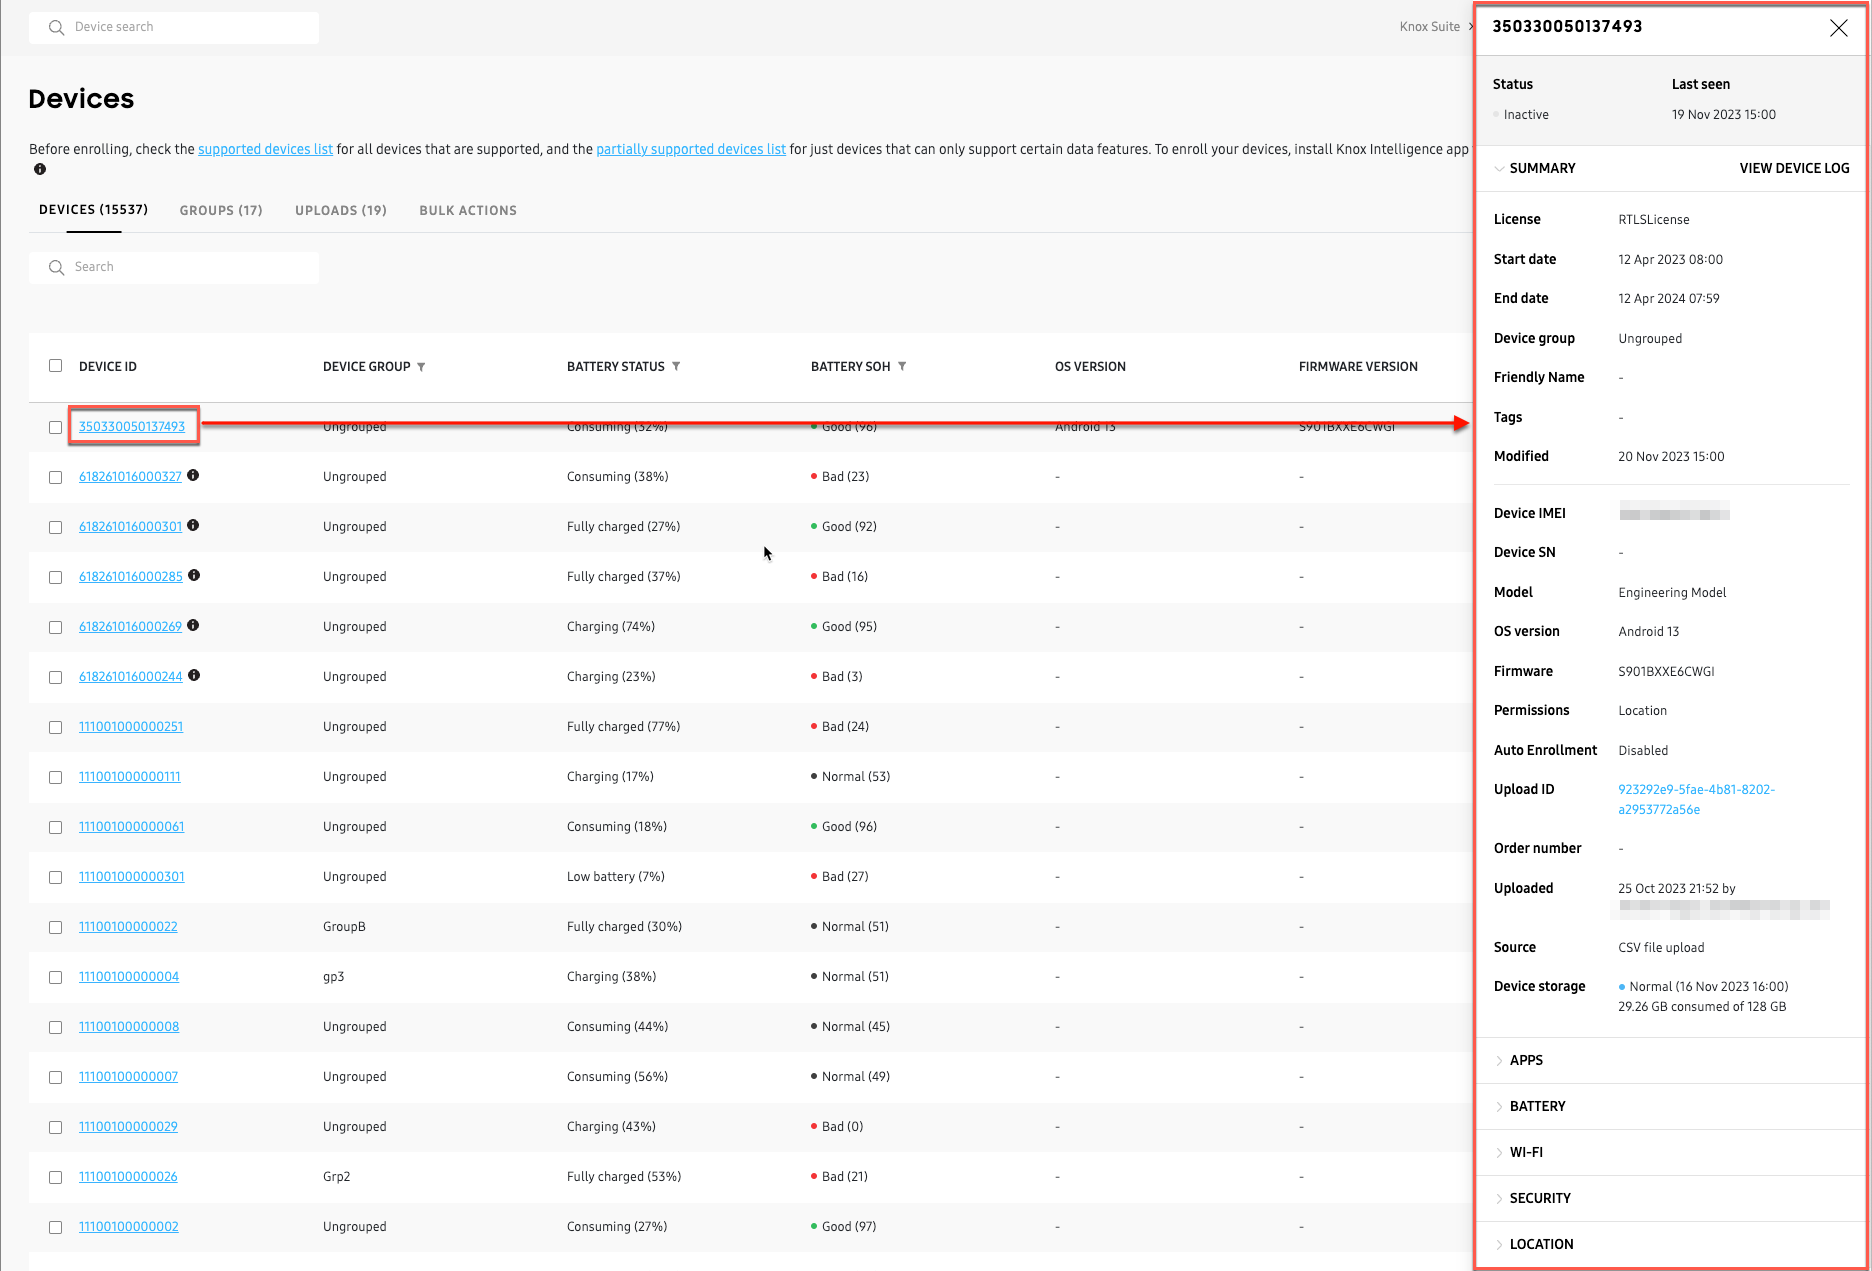 Device search
Knox Suite
Devices
Before enrolling, check the supported devices list for all devices that are supported, and the partially supported devices list for just devices that can only support certain data features. To enroll your devices, install Knox Intelligence app
DEVICES (15537) GROUPS (17) UPLOADS (19) BULK ACTIONS
Search
DEVICE ID DEVICE GROUP BATTERY STATUS BATTERY SOH OS VERSION FIRMWARE VERSION
350330050137493 Ungrouped Consuming (32%) Good (96) Android 13 S901BXXE6CWGI
618261016000327 Ungrouped Consuming (38%) Bad (23) - -
618261016000301 Ungrouped Fully charged (27%) Good (92) - -
618261016000285 Ungrouped Fully charged (37%) Bad (16) - -
618261016000269 Ungrouped Charging (74%) Good (95) - -
618261016000244 Ungrouped Charging (23%) Bad (3) - -
111001000000251 Ungrouped Fully charged (77%) Bad (24) - -
111001000000111 Ungrouped Charging (17%) Normal (53) - -
111001000000061 Ungrouped Consuming (18%) Good (96) - -
111001000000301 Ungrouped Low battery (7%) Bad (27) - -
11100100000022 GroupB Fully charged (30%) Normal (51) - -
11100100000004 gp3 Charging (38%) Normal (51) - -
11100100000008 Ungrouped Consuming (44%) Normal (45) - -
11100100000007 Ungrouped Consuming (56%) Normal (49) - -
11100100000029 Ungrouped Charging (43%) Bad (0) - -
11100100000026 Grp2 Fully charged (53%) Bad (21) - -
11100100000002 Ungrouped Consuming (27%) Good (97) - -
350330050137493
Status Last seen
Inactive 19 Nov 2023 15:00
SUMMARY VIEW DEVICE LOG
License RTLSLicense
Start date 12 Apr 2023 08:00
End date 12 Apr 2024 07:59
Device group Ungrouped
Friendly Name -
Tags -
Modified 20 Nov 2023 15:00
Device IMEI
Device SN -
Model Engineering Model
OS version Android 13
Firmware S901BXXE6CWGI
Permissions Location
Auto Enrollment Disabled
Upload ID 923292e9-5fae-4b81-8202-
a2953772a56e
Order number -
Uploaded 25 Oct 2023 21:52 by
Source CSV file upload
Device storage Normal (16 Nov 2023 16:00)
29.26 GB consumed of 128 GB
APPS
BATTERY
WI-FI
SECURITY
LOCATION